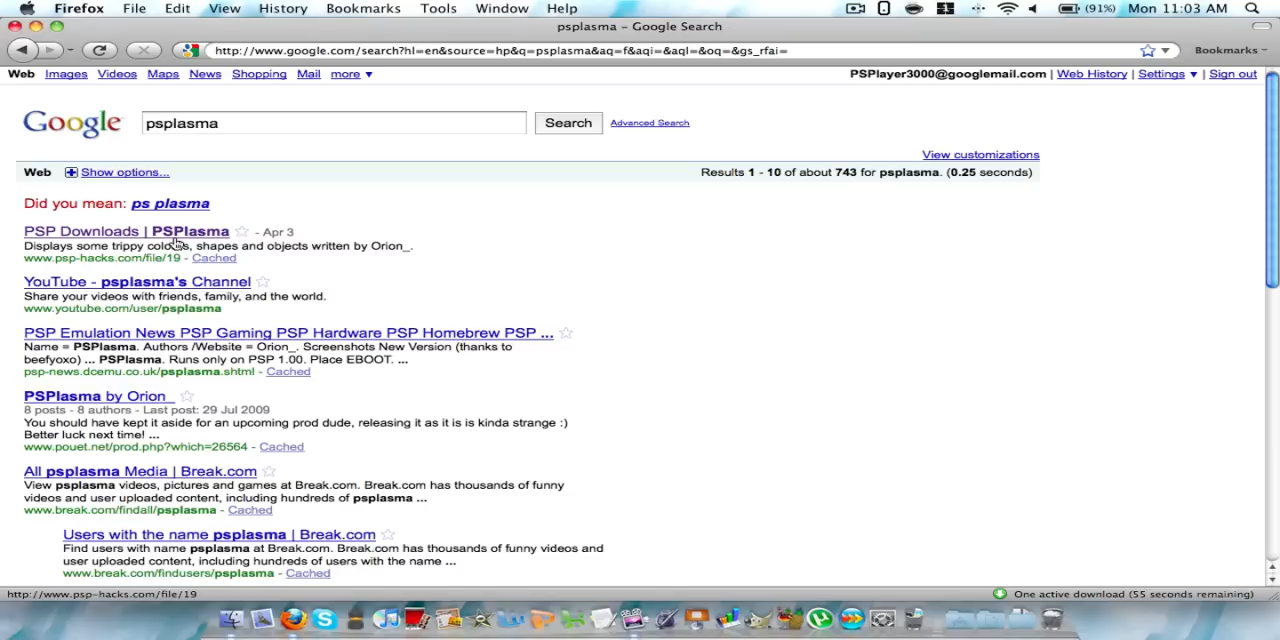 Firefox File Edit View History Bookmarks Tools Window Help (91%) Mon 11:03 AM
psplasma - Google Search
http://www.google.com/search?hl=en&source=hp&q=psplasma&aq=f&aqi=&aql=&oq=&gs_rfai= Bookmarks
Web Images Videos Maps News Shopping Mail more ▼ PSPlayer3000@googlemail.com | Web History | Settings ▼ | Sign out
Google psplasma Search Advanced Search
View customizations
Web Show options... Results 1 - 10 of about 743 for psplasma. (0.25 seconds)
Did you mean: ps plasma
PSP Downloads | PSPlasma - Apr 3
Displays some trippy colours, shapes and objects written by Orion_.
www.psp-hacks.com/file/19 - Cached
YouTube - psplasma's Channel
Share your videos with friends, family, and the world.
www.youtube.com/user/psplasma
PSP Emulation News PSP Gaming PSP Hardware PSP Homebrew PSP ...
Name = PSPlasma. Authors /Website = Orion_. Screenshots New Version (thanks to
beefyoxo) ... PSPlasma. Runs only on PSP 1.00. Place EBOOT. ...
psp-news.dcemu.co.uk/psplasma.shtml - Cached
PSPlasma by Orion_
8 posts - 8 authors - Last post: 29 Jul 2009
You should have kept it aside for an upcoming prod dude, releasing it as it is is kinda strange :)
Better luck next time! ...
www.pouet.net/prod.php?which=26564 - Cached
All psplasma Media | Break.com
View psplasma videos, pictures and games at Break.com. Break.com has thousands of funny
videos and user uploaded content, including hundreds of psplasma ...
www.break.com/findall/psplasma - Cached
Users with the name psplasma | Break.com
Find users with name psplasma at Break.com. Break.com has thousands of funny videos and
user uploaded content, including hundreds of users with the name ...
www.break.com/findusers/psplasma - Cached
http://www.psp-hacks.com/file/19 One active download (55 seconds remaining)